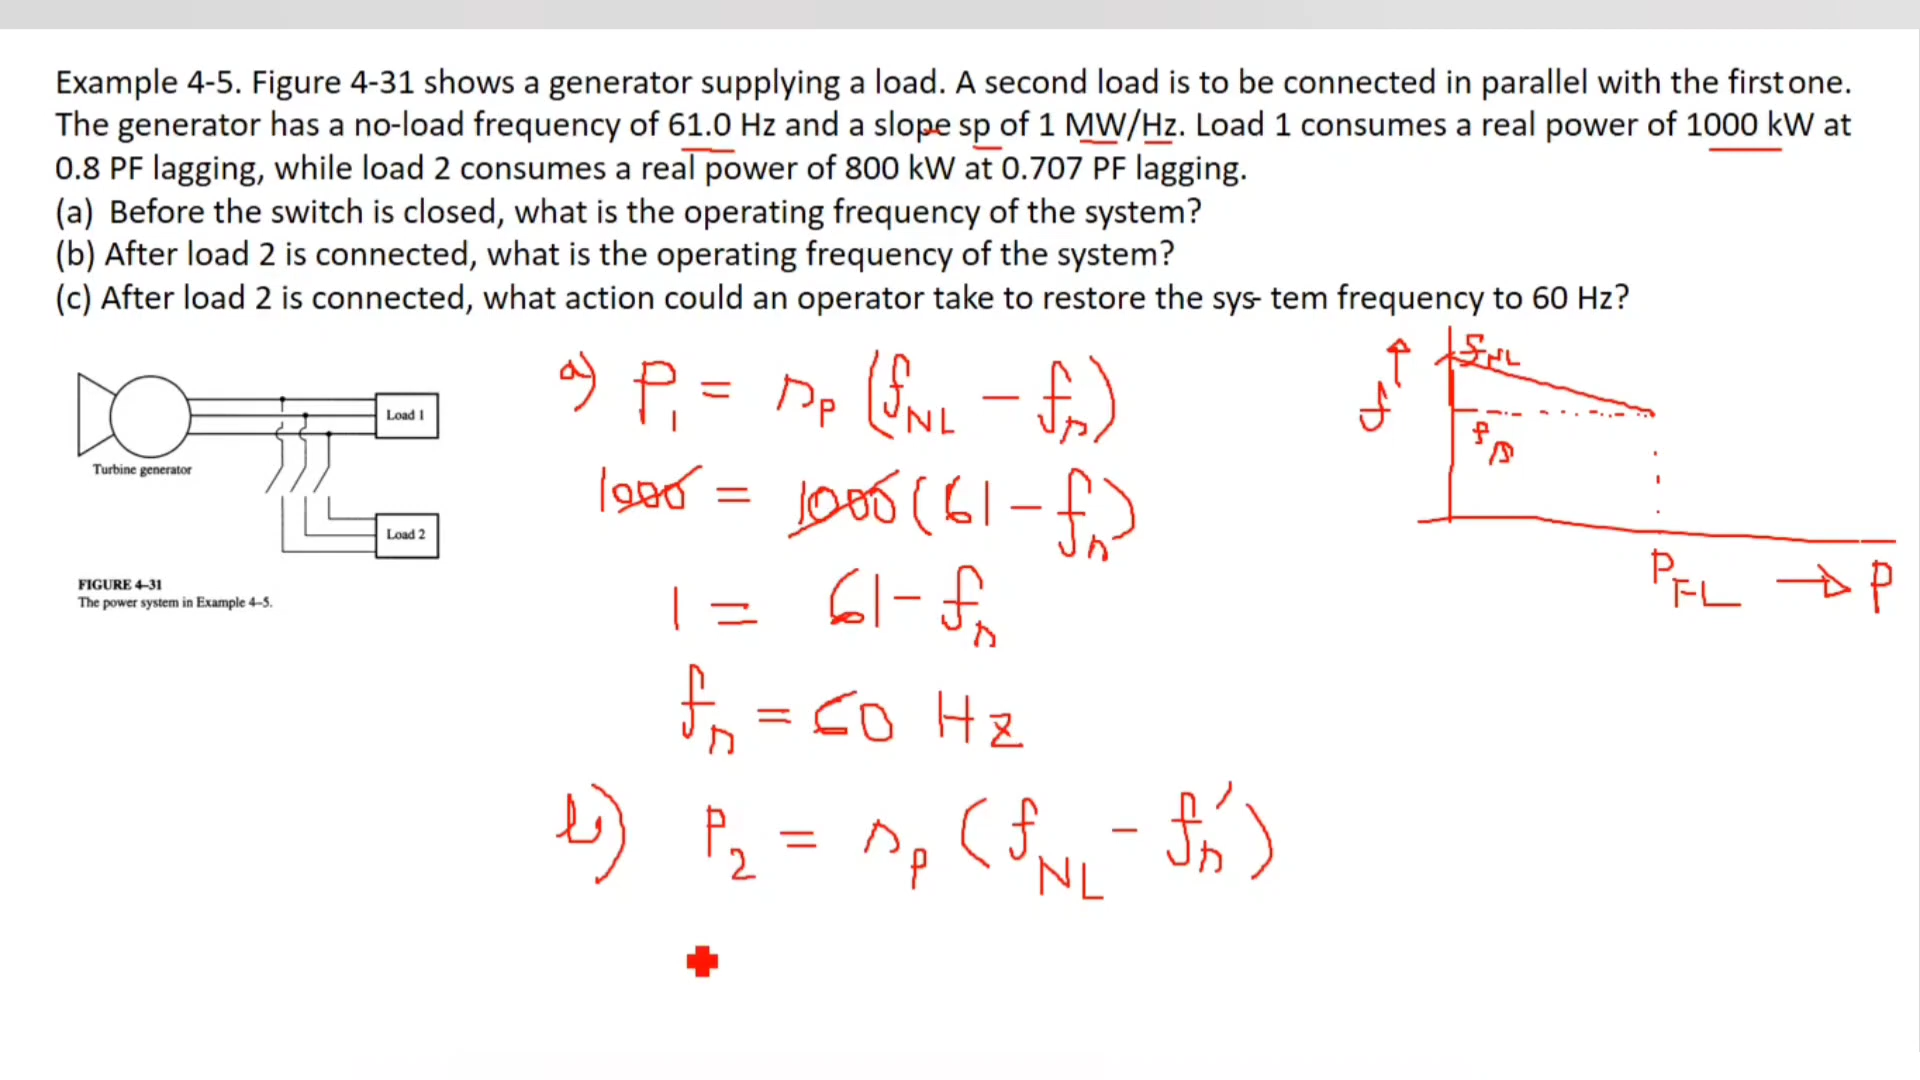 Example 4-5. Figure 4-31 shows a generator supplying a load. A second load is to be connected in parallel with the first one.
The generator has a no-load frequency of 61.0 Hz and a slope sp of 1 MW/Hz. Load 1 consumes a real power of 1000 kW at
0.8 PF lagging, while load 2 consumes a real power of 800 kW at 0.707 PF lagging.
(a) Before the switch is closed, what is the operating frequency of the system?
(b) After load 2 is connected, what is the operating frequency of the system?
(c) After load 2 is connected, what action could an operator take to restore the sys- tem frequency to 60 Hz?
Load 1
Turbine generator
Load 2
FIGURE 4–31
The power system in Example 4–5.
a) P₁ = sₚ (f_NL – fₙ)
1000 = 1000 (61 – fₙ)
1 = 61 – fₙ
fₙ = 60 Hz
b) P₂ = sₚ (f_NL – fₙ')
f_NL
f
fₙ
P_FL → P